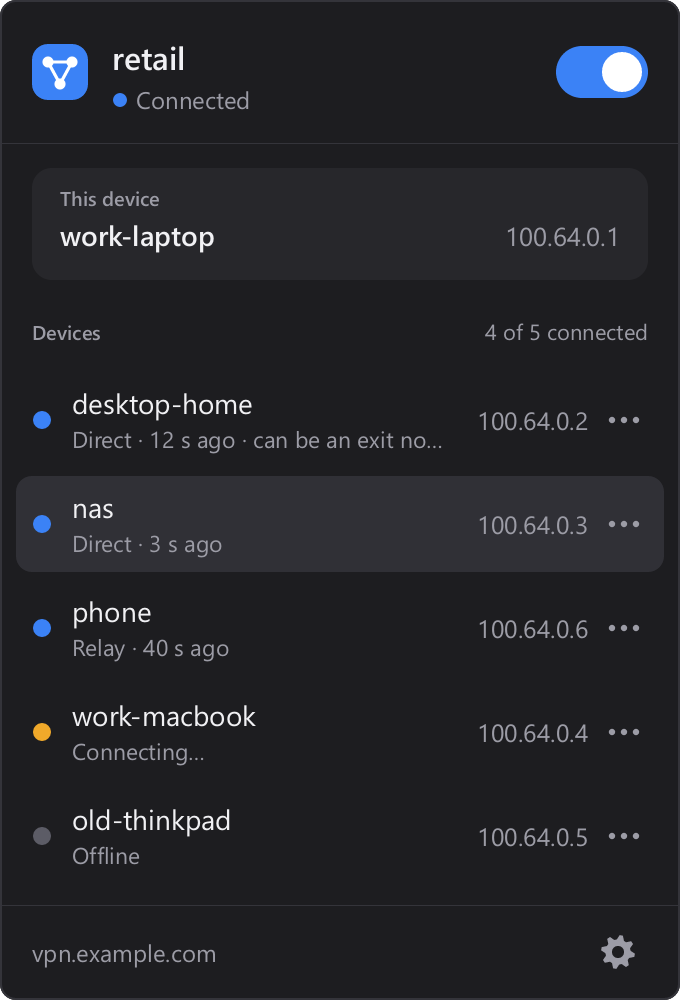 retail
Connected
This device
work-laptop 100.64.0.1
Devices 4 of 5 connected
desktop-home
Direct · 12 s ago · can be an exit no... 100.64.0.2
nas
Direct · 3 s ago 100.64.0.3
phone
Relay · 40 s ago 100.64.0.6
work-macbook
Connecting... 100.64.0.4
old-thinkpad
Offline 100.64.0.5
vpn.example.com